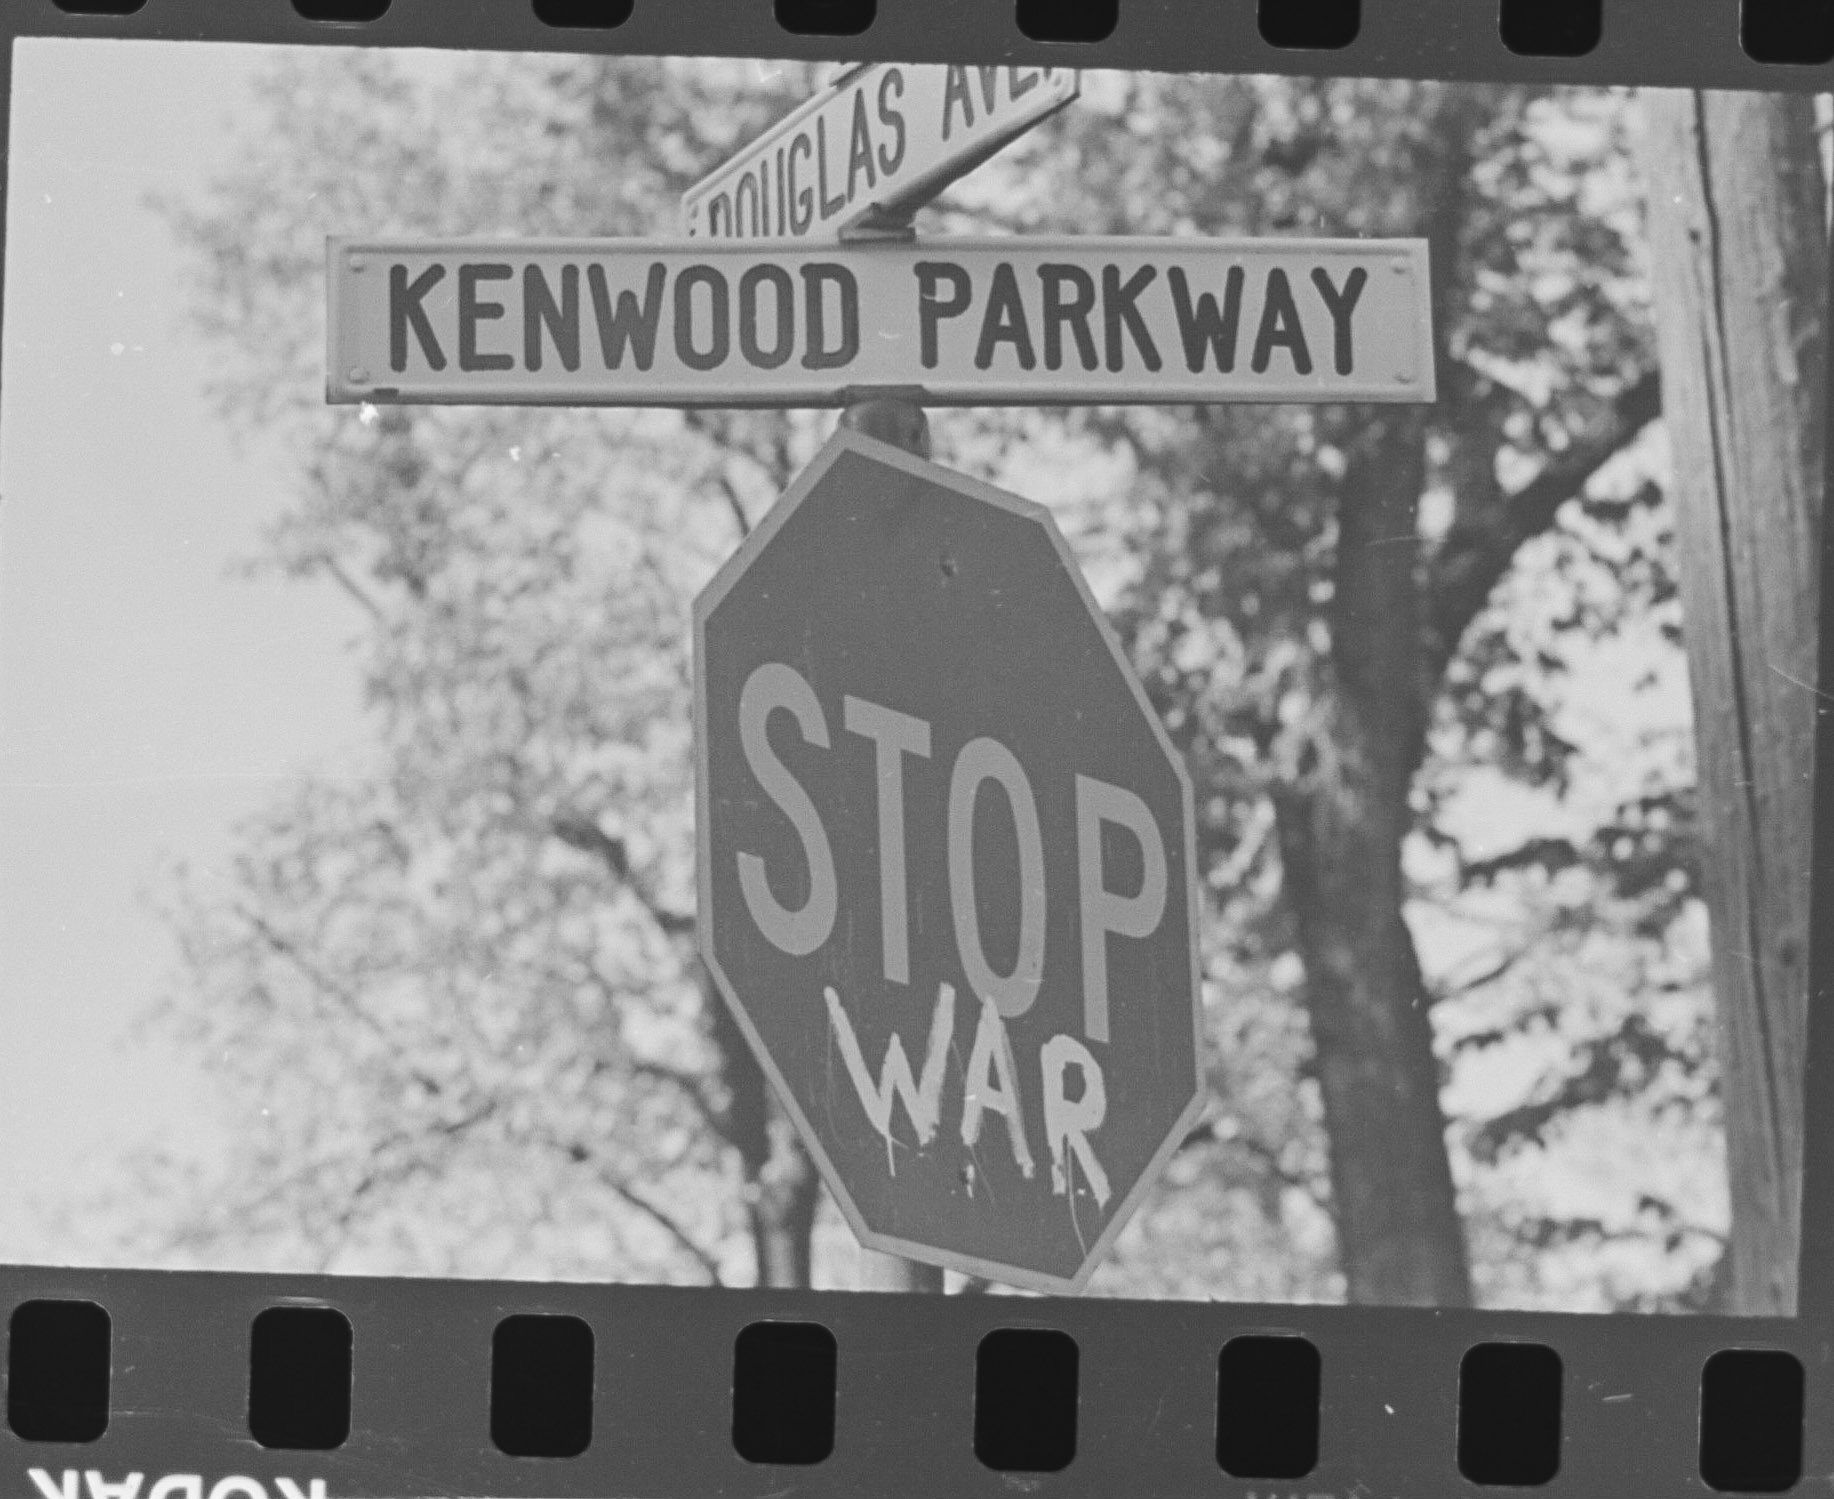 DOUGLAS AVE.
KENWOOD PARKWAY
STOP
WAR
KODAK